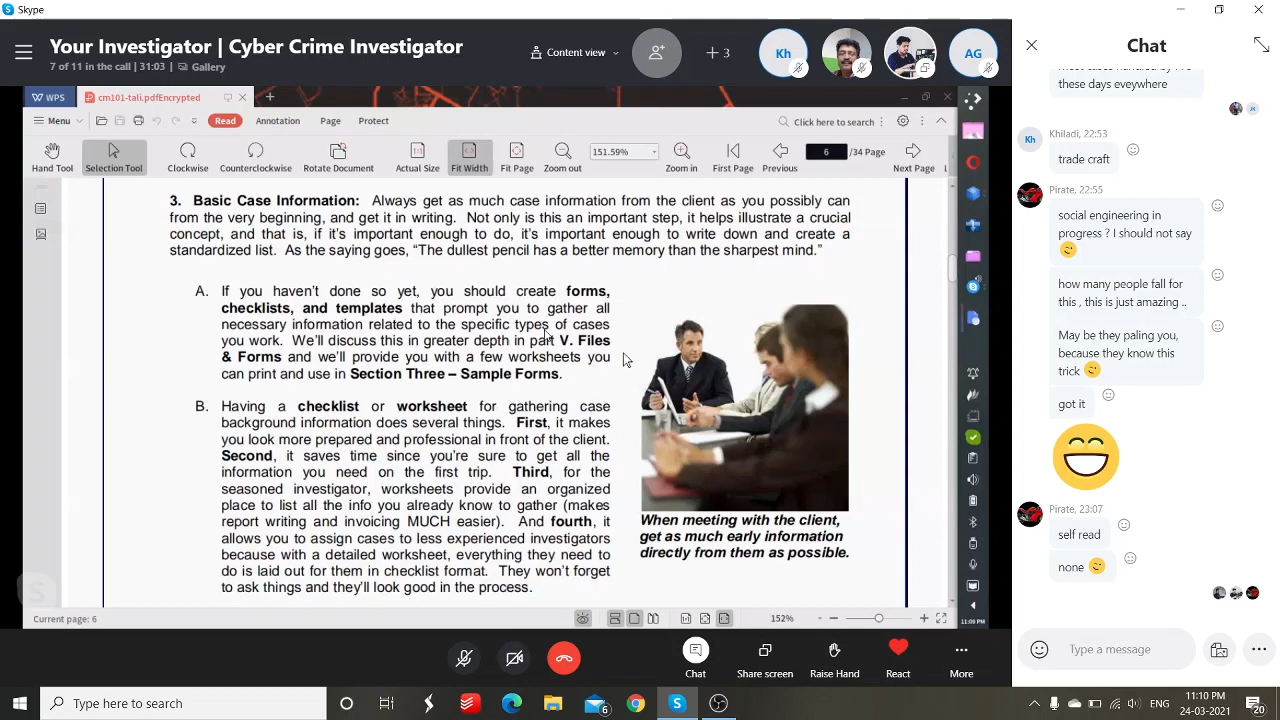 Skype
Your Investigator | Cyber Crime Investigator
7 of 11 in the call | 31:03 | Gallery
Content view
+ 3
Kh
AG
WPS
cm101-tali.pdfEncrypted
Menu
Read
Annotation
Page
Protect
Click here to search
Hand Tool
Selection Tool
Clockwise
Counterclockwise
Rotate Document
Actual Size
Fit Width
Fit Page
Zoom out
151.59%
Zoom in
First Page
Previous
6
/34 Page
Next Page
L
3. Basic Case Information: Always get as much case information from the client as you possibly can
from the very beginning, and get it in writing. Not only is this an important step, it helps illustrate a crucial
concept, and that is, if it's important enough to do, it's important enough to write down and create a
standardized list. As the saying goes, “The dullest pencil has a better memory than the sharpest mind.”
A. If you haven't done so yet, you should create forms,
checklists, and templates that prompt you to gather all
necessary information related to the specific types of cases
you work. We'll discuss this in greater depth in part V. Files
& Forms and we'll provide you with a few worksheets you
can print and use in Section Three – Sample Forms.
B. Having a checklist or worksheet for gathering case
background information does several things. First, it makes
you look more prepared and professional in front of the client.
Second, it saves time since you're sure to get all the
information you need on the first trip. Third, for the
seasoned investigator, worksheets provide an organized
place to list all the info you already know to gather (makes
report writing and invoicing MUCH easier). And fourth, it
allows you to assign cases to less experienced investigators
because with a detailed worksheet, everything they need to
do is laid out for them in checklist format. They won't forget
to ask things and they'll look good in the process.
When meeting with the client,
get as much early information
directly from them as possible.
Current page: 6
152%
11:09 PM
Chat
Share screen
Raise Hand
React
More
Chat
these days eveywhere
JK
Kh
Khiladi, 22:53
trade craft
Pirate, 22:55
social engineering in
progress ? I should not say
how many people fall for
this , this is just amazing ..
May be they paling you,
because they know this
trick
got it
Pirate, 23:07
self read
none
Type a message
Type here to search
6
ENG
11:10 PM
24-03-2021
20